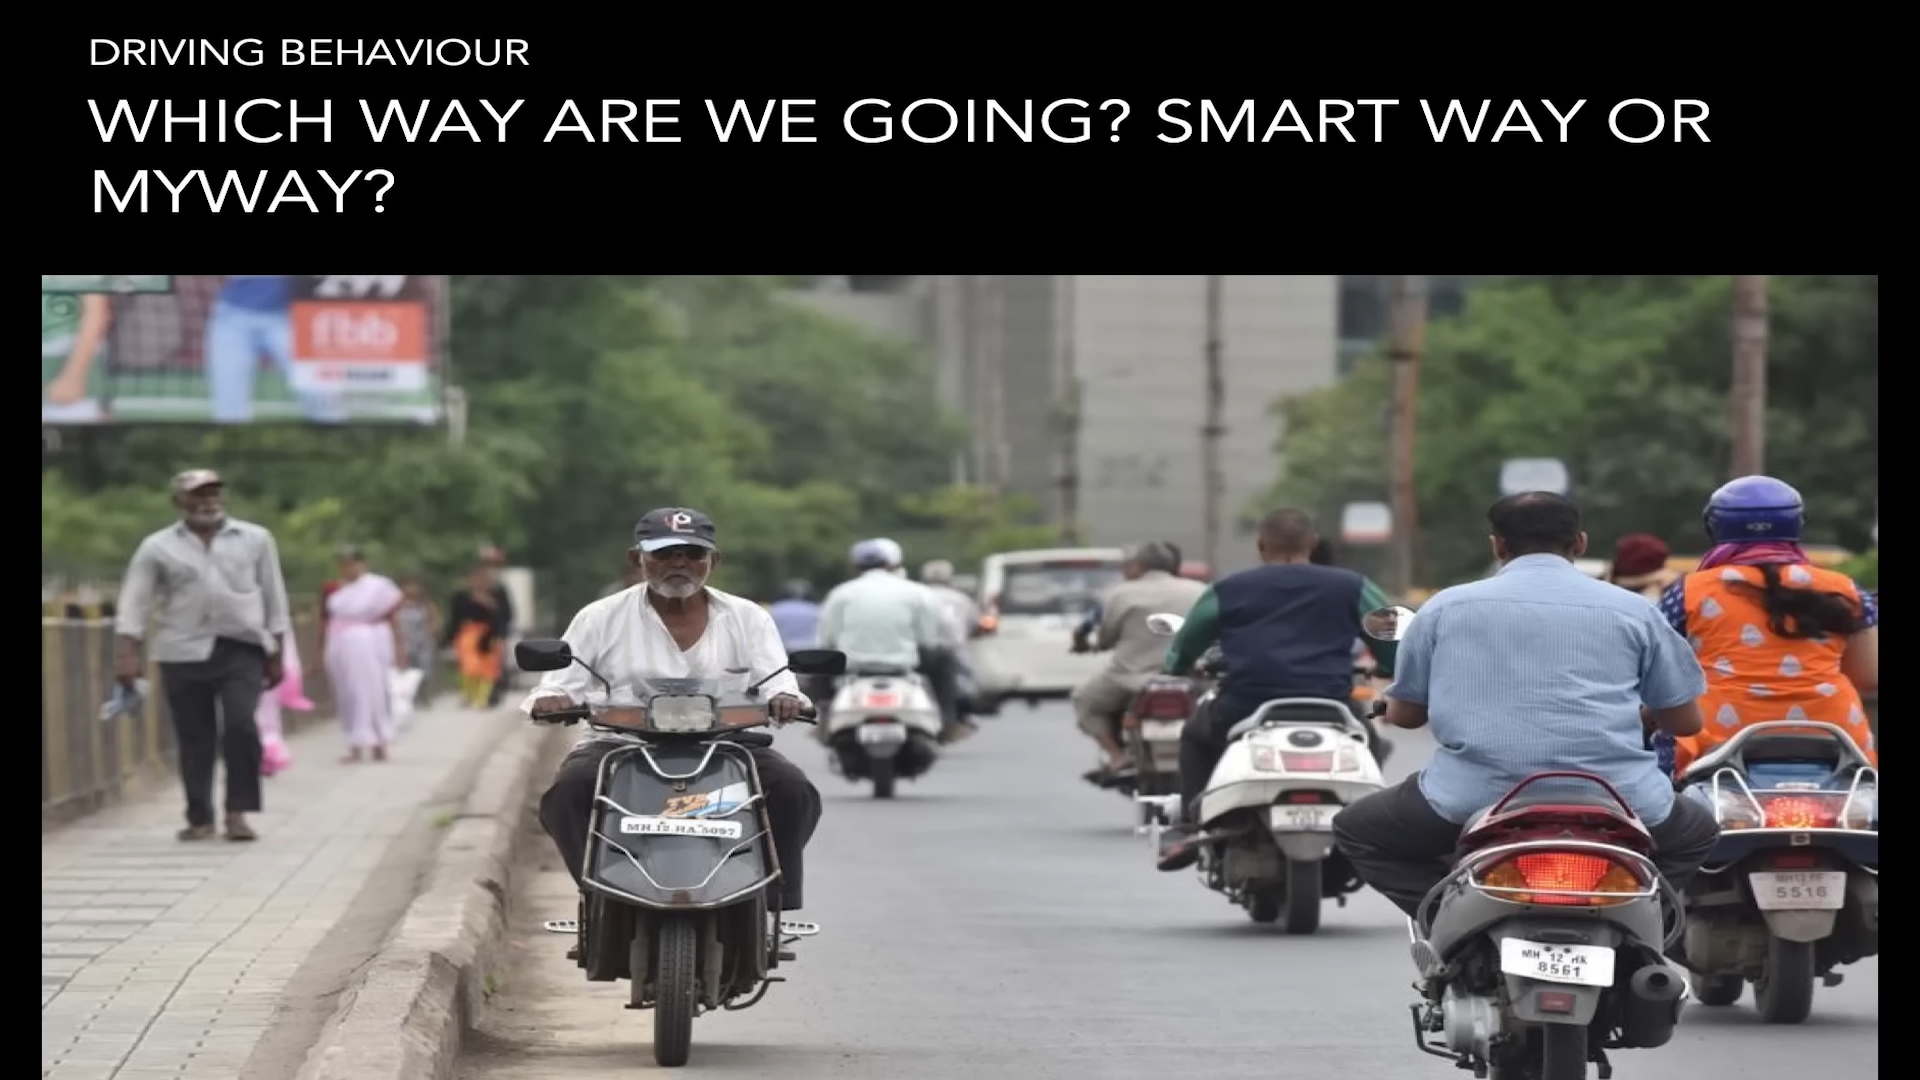 DRIVING BEHAVIOUR
WHICH WAY ARE WE GOING? SMART WAY OR
MYWAY?
fbb
MH.12.HA.5097
MH 12 HK
8561
5516